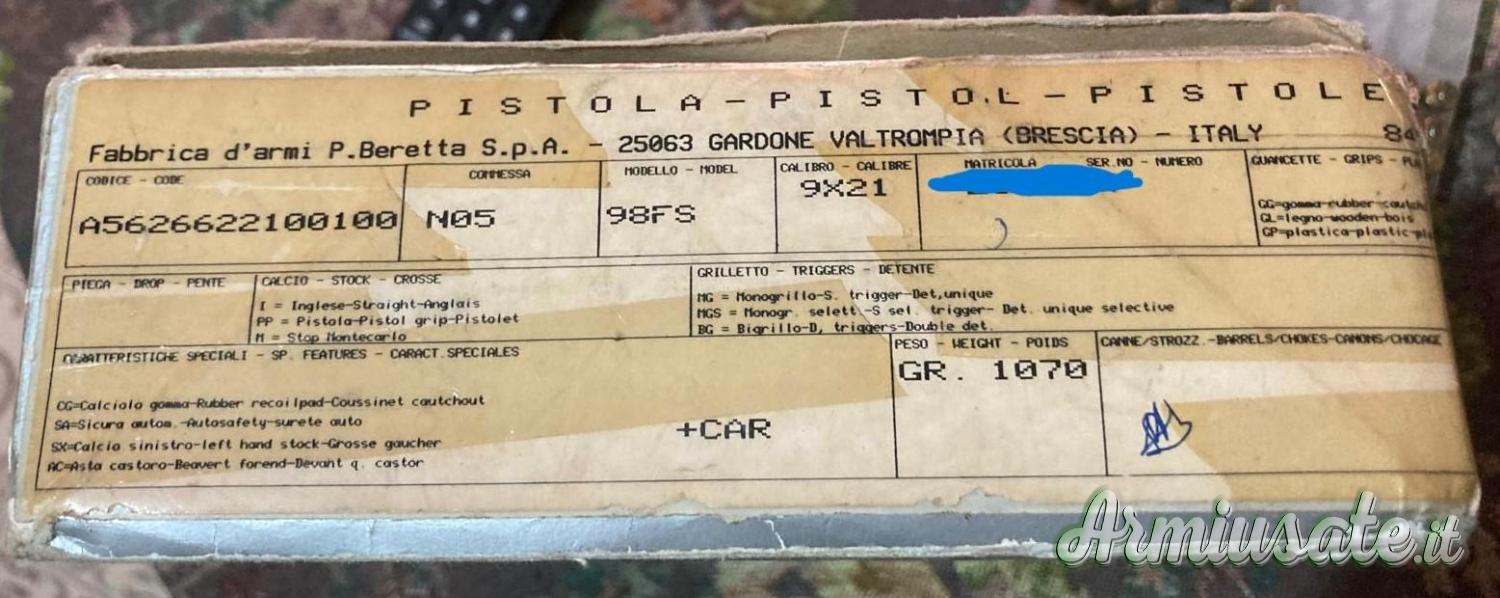 PISTOLA-PISTOL-PISTOLE
Fabbrica d'armi P.Beretta S.p.A. - 25063 GARDONE VALTROMPIA (BRESCIA) - ITALY
CODICE - CODE
A5626622100100
COMMESSA
N05
MODELLO - MODEL
98FS
CALIBRO - CALIBRE
9X21
MATRICOLA SER.NO - NUMERO
GUANCETTE - GRIPS -
GG=gomma-rubber-
GL=legno-wooden-bois
GP=plastica-plastic-
PIEGA - DROP - PENTE
CALCIO - STOCK - CROSSE
I = Inglese-Straight-Anglais
PP = Pistola-Pistol grip-Pistolet
M = Stop Montecarlo
GRILLETTO - TRIGGERS - DETENTE
MG = Monogrillo-S. trigger-Det,unique
MGS = Monogr. selett.-S sel. trigger- Det. unique selective
BG = Bigrillo-D, triggers-Double det.
CARATTERISTICHE SPECIALI - SP. FEATURES - CARACT.SPECIALES
CG=Calciolo gomma-Rubber recoilpad-Coussinet cautchout
SA=Sicura autom.-Autosafety-surete auto
SX=Calcio sinistro-left hand stock-Grosse gaucher
AC=Asta castoro-Beavert forend-Devant q. castor
+CAR
PESO - WEIGHT - POIDS
GR. 1070
CANNE/STROZZ.-BARRELS/CHOKES-CANONS/CHOCAGE
Armiusate.it